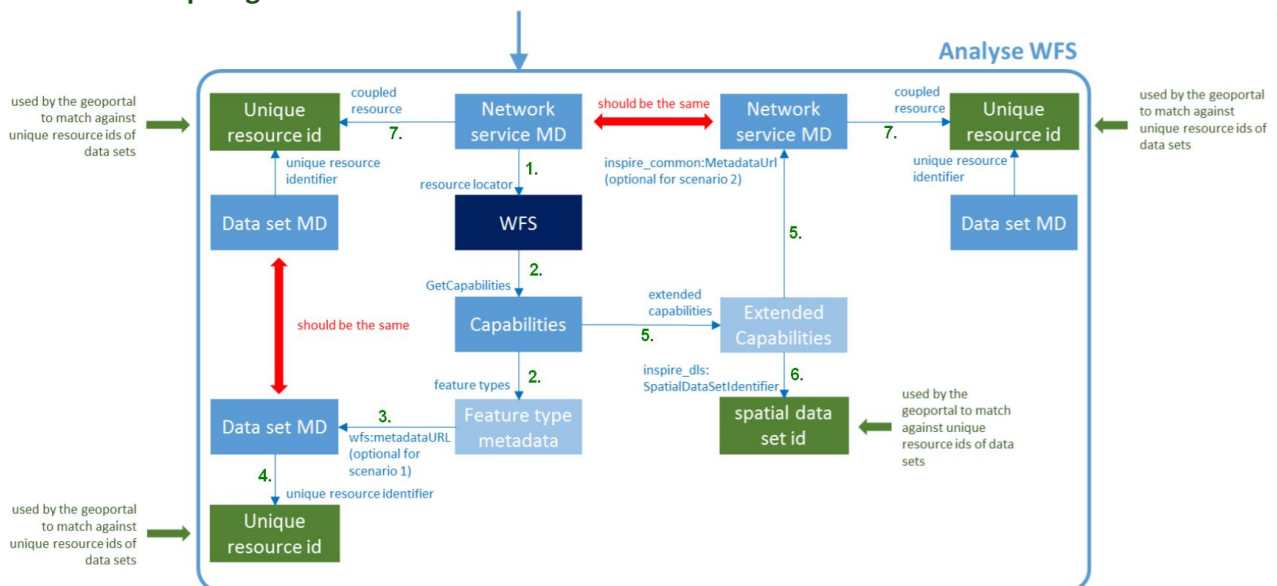 Analyse WFS
used by the geoportal
to match against
unique resource ids of
data sets
Unique
resource id
coupled
resource
7.
Network
service MD
should be the same
Network
service MD
coupled
resource
7.
Unique
resource id
used by the geoportal
to match against
unique resource ids of
data sets
unique resource
identifier
1.
resource locator
inspire_common:MetadataUrl
(optional for scenario 2)
unique resource
identifier
Data set MD
WFS
5.
Data set MD
2.
GetCapabilities
should be the same
Capabilities
extended
capabilities
5.
Extended
Capabilities
2.
feature types
inspire_dls:
SpatialDataSetIdentifier
6.
Data set MD
3.
wfs:metadataURL
(optional for
scenario 1)
Feature type
metadata
spatial data
set id
used by the
geoportal to match
against unique
resource ids of data
sets
4.
unique resource identifier
used by the geoportal
to match against
unique resource ids of
data sets
Unique
resource id